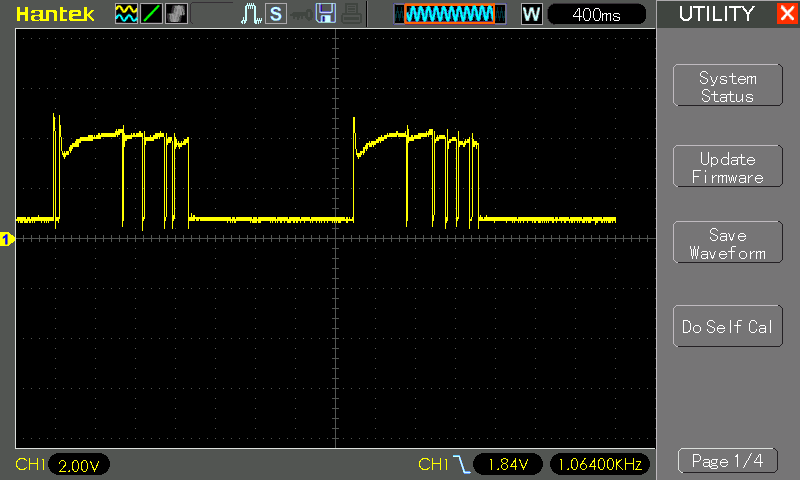 Hantek
S
W
400ms
UTILITY
System
Status
Update
Firmware
Save
Waveform
Do Self Cal
1
CH1 2.00V
CH1 1.84V 1.06400KHz
Page 1/4